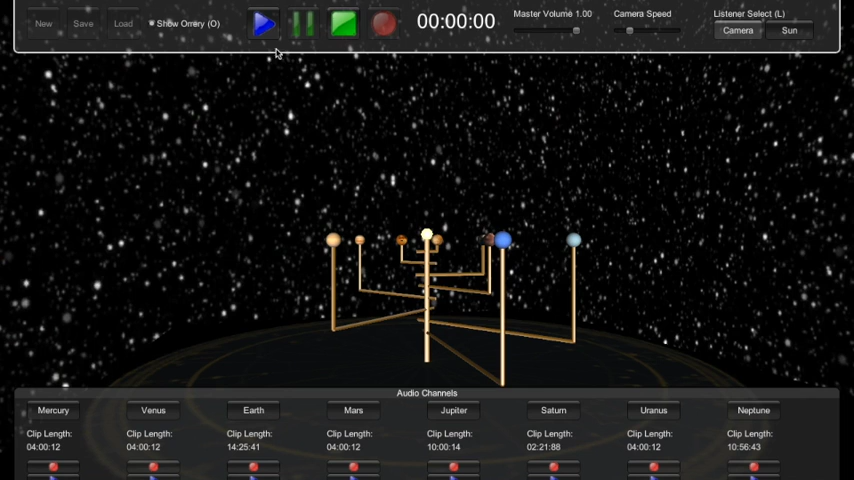 New
Save
Load
Show Orrery (O)
00:00:00
Master Volume 1.00
Camera Speed
Listener Select (L)
Camera
Sun
Audio Channels
Mercury
Venus
Earth
Mars
Jupiter
Saturn
Uranus
Neptune
Clip Length:
Clip Length:
Clip Length:
Clip Length:
Clip Length:
Clip Length:
Clip Length:
Clip Length:
04:00:12
04:00:12
14:25:41
04:00:12
10:00:14
02:21:88
04:00:12
10:56:43